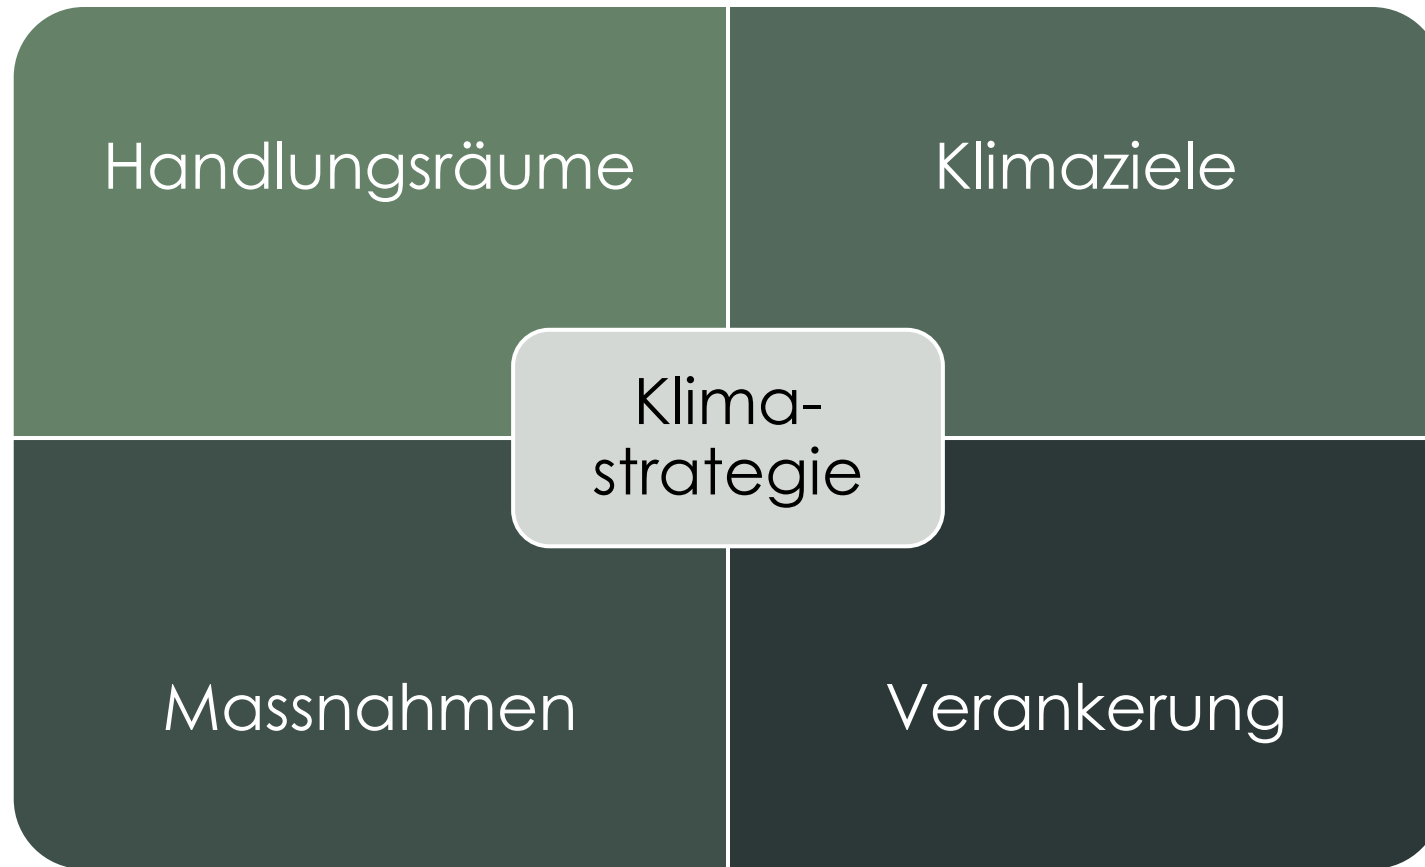 Handlungsräume
Klimaziele
Klima-
strategie
Massnahmen
Verankerung